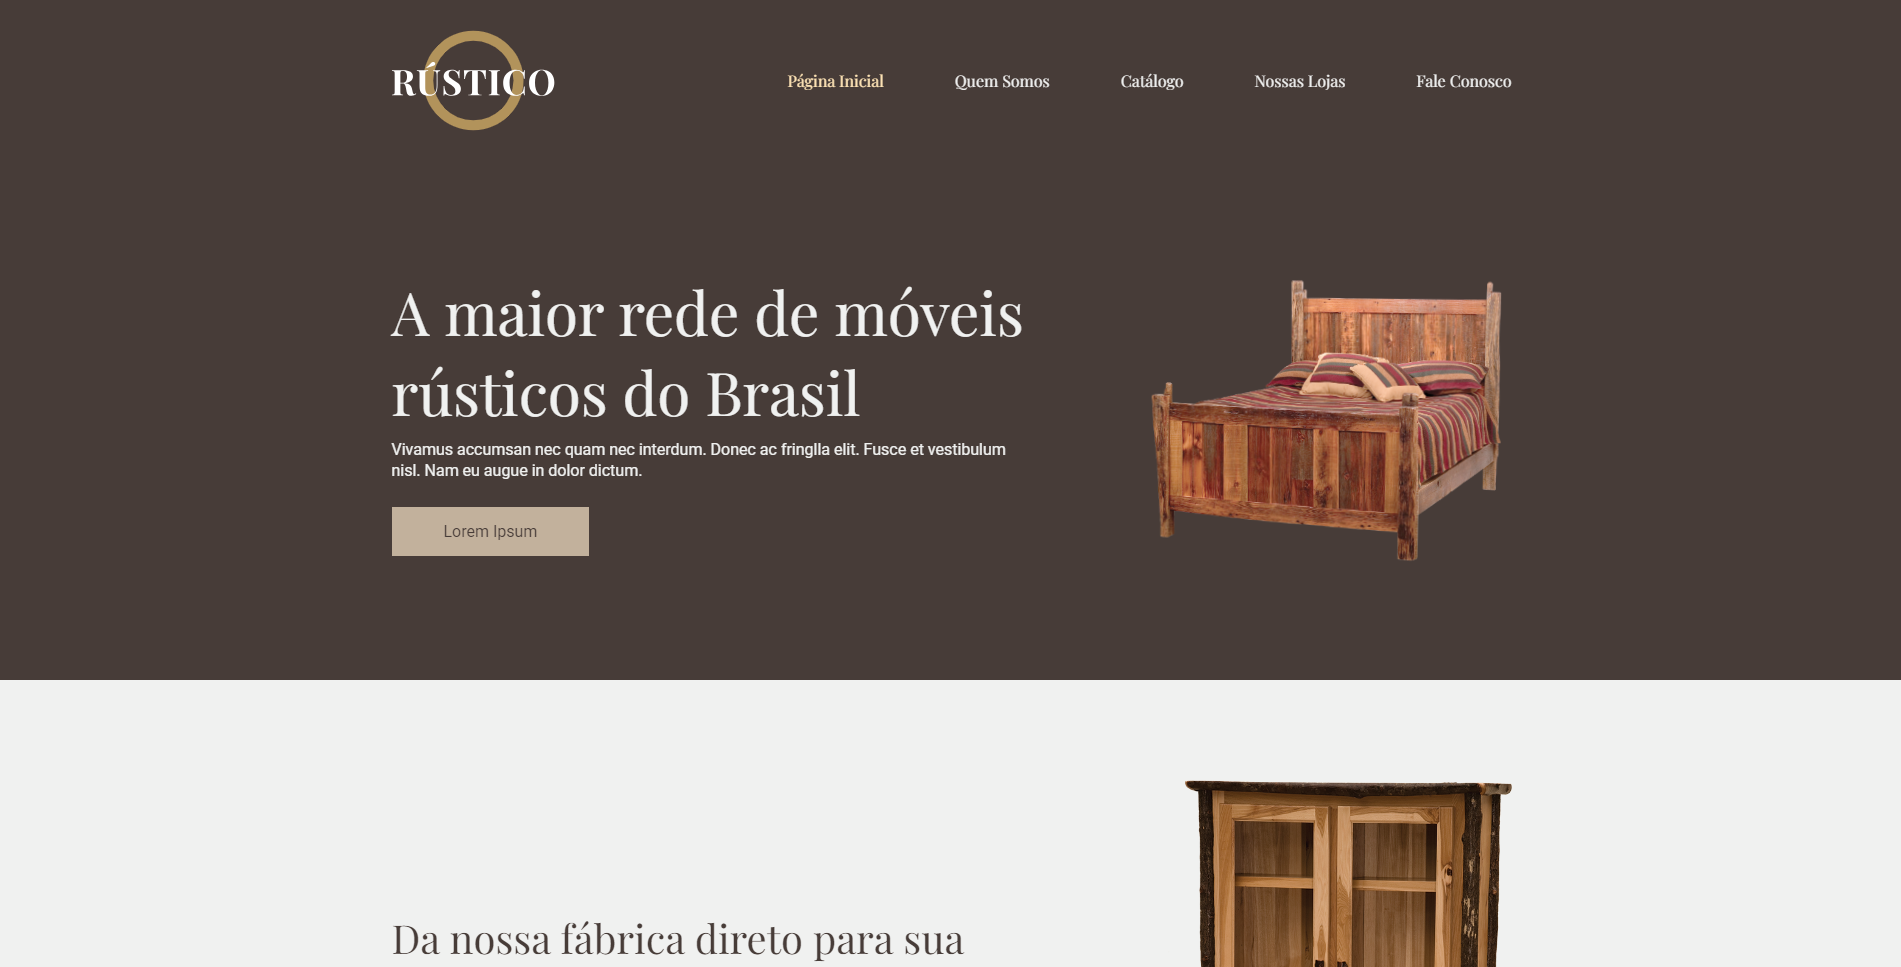 RÚSTICO
Página Inicial
Quem Somos
Catálogo
Nossas Lojas
Fale Conosco
A maior rede de móveis
rústicos do Brasil
Vivamus accumsan nec quam nec interdum. Donec ac fringlla elit. Fusce et vestibulum
nisl. Nam eu augue in dolor dictum.
Lorem Ipsum
Da nossa fábrica direto para sua